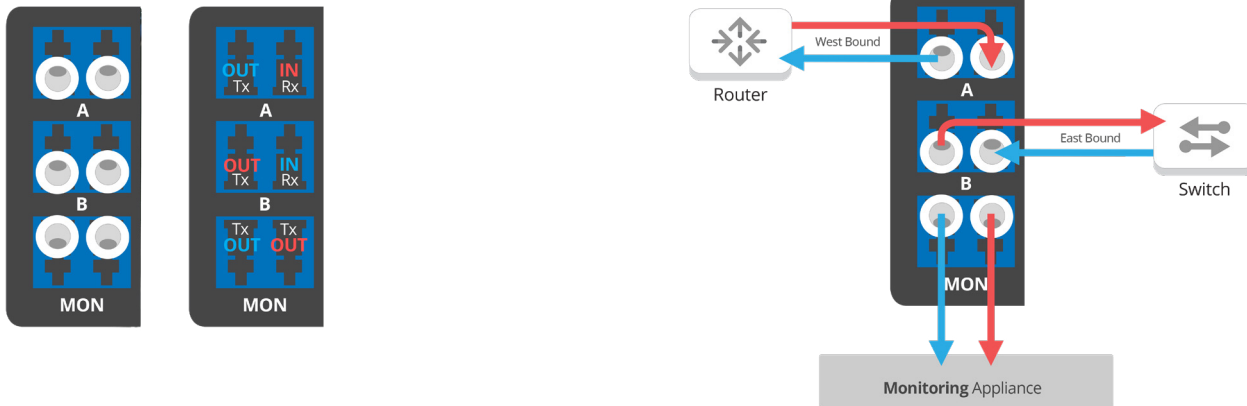 A
B
MON
OUT IN
Tx Rx
A
OUT IN
Tx Rx
B
Tx Tx
OUT OUT
MON
West Bound
Router
A
East Bound
B
Switch
MON
Monitoring Appliance